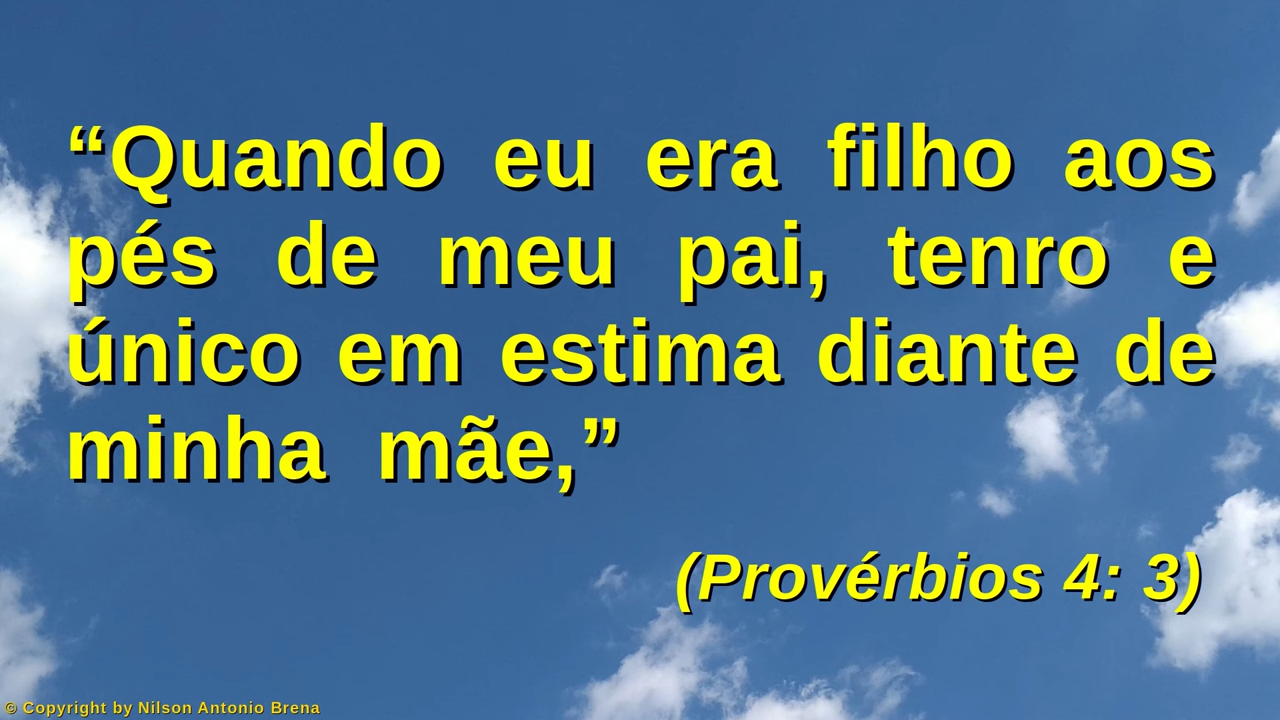 “Quando eu era filho aos
pés de meu pai, tenro e
único em estima diante de
minha mãe,”
(Provérbios 4: 3)
© Copyright by Nilson Antonio Brena